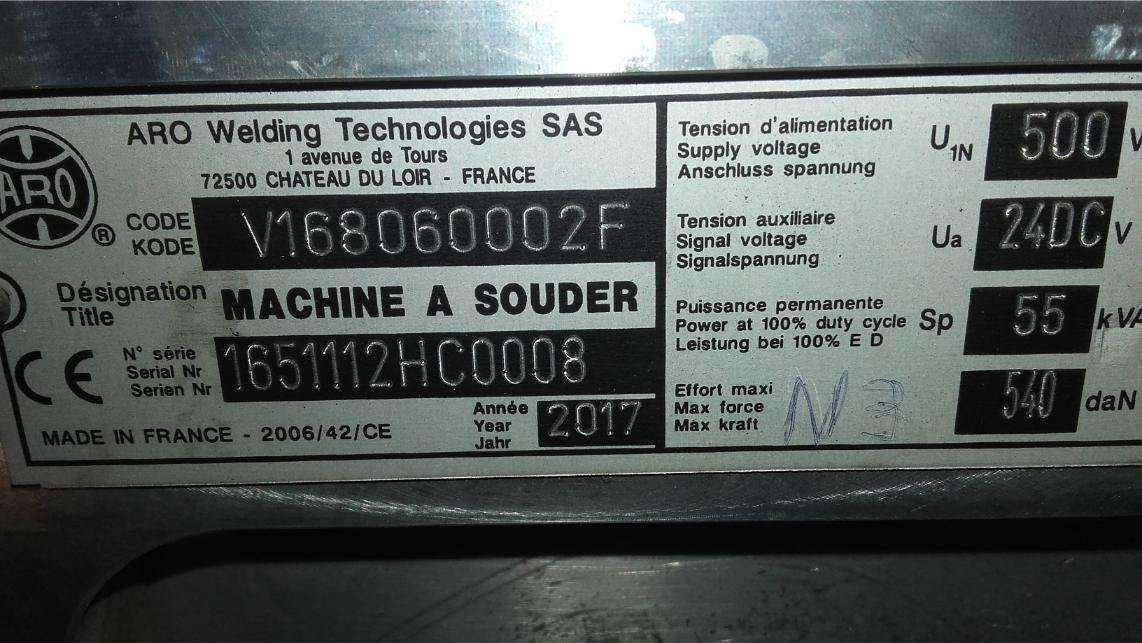 ARO Welding Technologies SAS
1 avenue de Tours
72500 CHATEAU DU LOIR - FRANCE
ARO
®
CODE
KODE
V168060002F
Désignation
Title
MACHINE A SOUDER
CE
N° série
Serial Nr
Serien Nr
1651112HC0008
Année
Year
Jahr
2017
MADE IN FRANCE - 2006/42/CE
Tension d'alimentation
Supply voltage
Anschluss spannung
U1N 500 V
Tension auxiliaire
Signal voltage
Signalspannung
Ua 24DC V
Puissance permanente
Power at 100% duty cycle
Leistung bei 100% E D
Sp 55 kVA
Effort maxi
Max force
Max kraft
540 daN